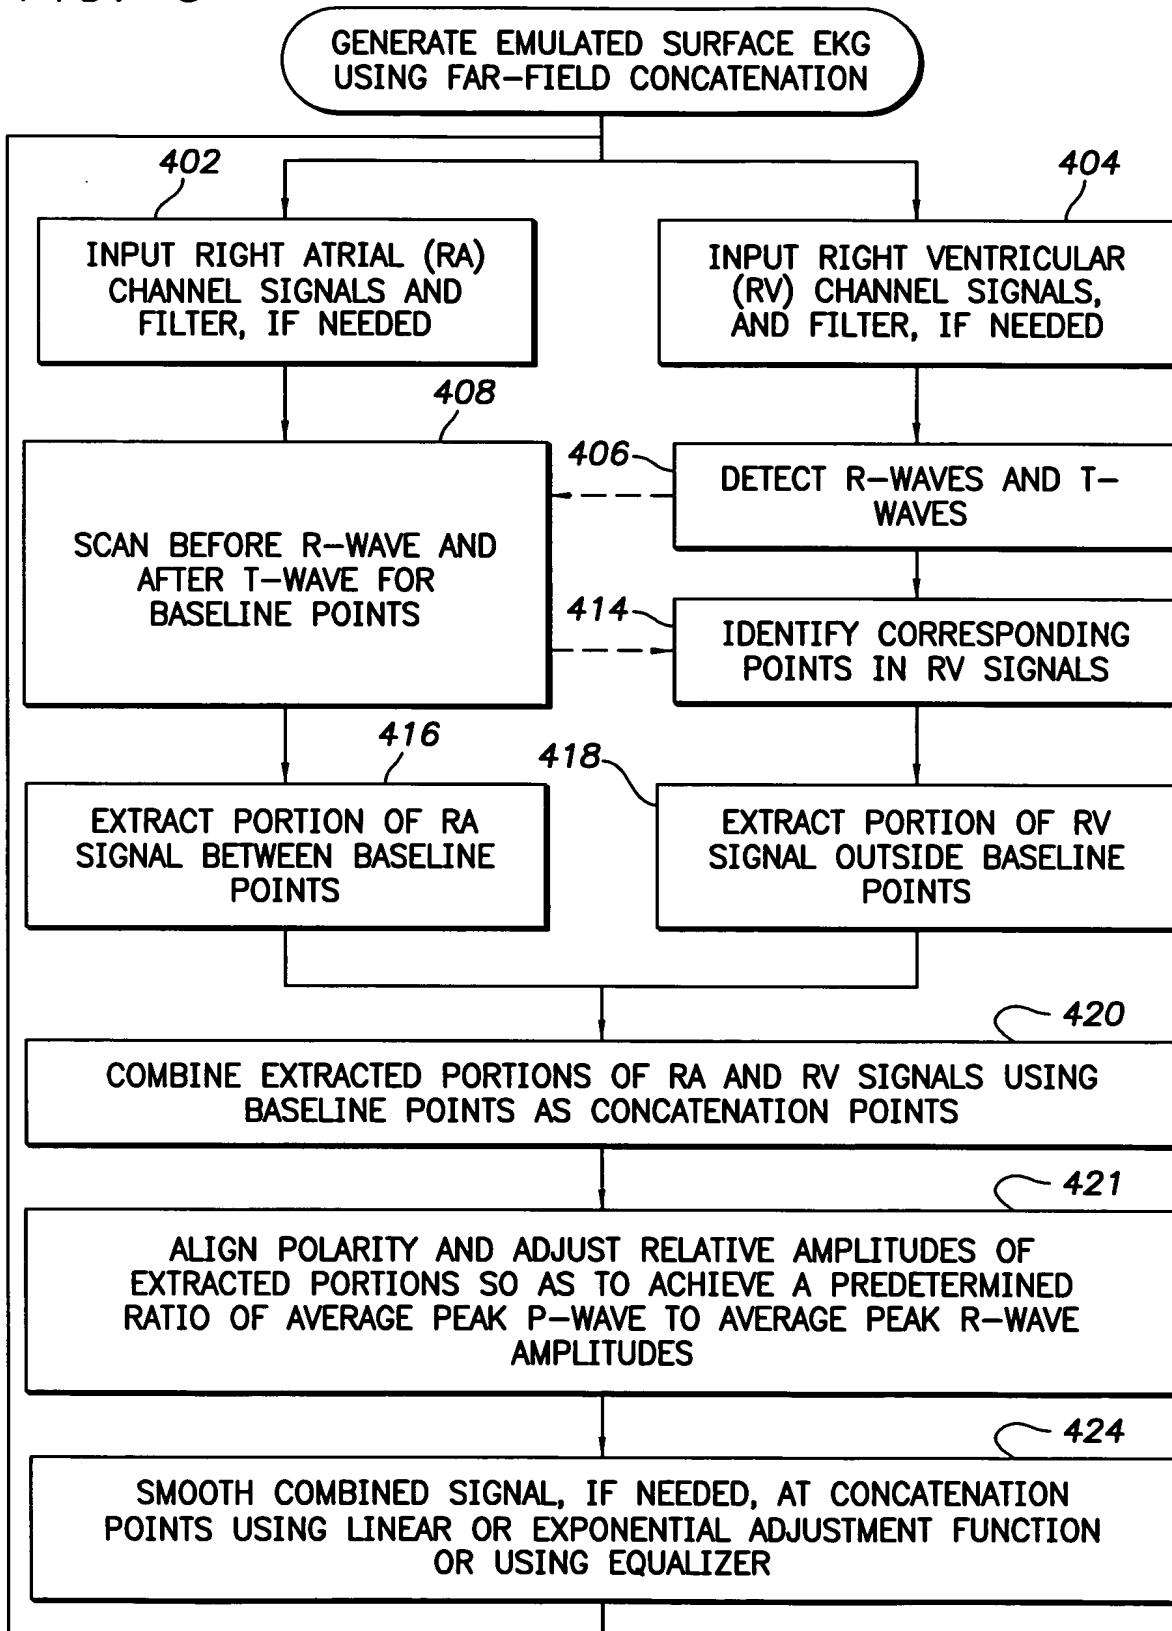 GENERATE EMULATED SURFACE EKG
USING FAR-FIELD CONCATENATION
402
404
INPUT RIGHT ATRIAL (RA)
CHANNEL SIGNALS AND
FILTER, IF NEEDED
INPUT RIGHT VENTRICULAR
(RV) CHANNEL SIGNALS,
AND FILTER, IF NEEDED
408
406
SCAN BEFORE R-WAVE AND
AFTER T-WAVE FOR
BASELINE POINTS
DETECT R-WAVES AND T-
WAVES
414
IDENTIFY CORRESPONDING
POINTS IN RV SIGNALS
416
418
EXTRACT PORTION OF RA
SIGNAL BETWEEN BASELINE
POINTS
EXTRACT PORTION OF RV
SIGNAL OUTSIDE BASELINE
POINTS
420
COMBINE EXTRACTED PORTIONS OF RA AND RV SIGNALS USING
BASELINE POINTS AS CONCATENATION POINTS
421
ALIGN POLARITY AND ADJUST RELATIVE AMPLITUDES OF
EXTRACTED PORTIONS SO AS TO ACHIEVE A PREDETERMINED
RATIO OF AVERAGE PEAK P-WAVE TO AVERAGE PEAK R-WAVE
AMPLITUDES
424
SMOOTH COMBINED SIGNAL, IF NEEDED, AT CONCATENATION
POINTS USING LINEAR OR EXPONENTIAL ADJUSTMENT FUNCTION
OR USING EQUALIZER